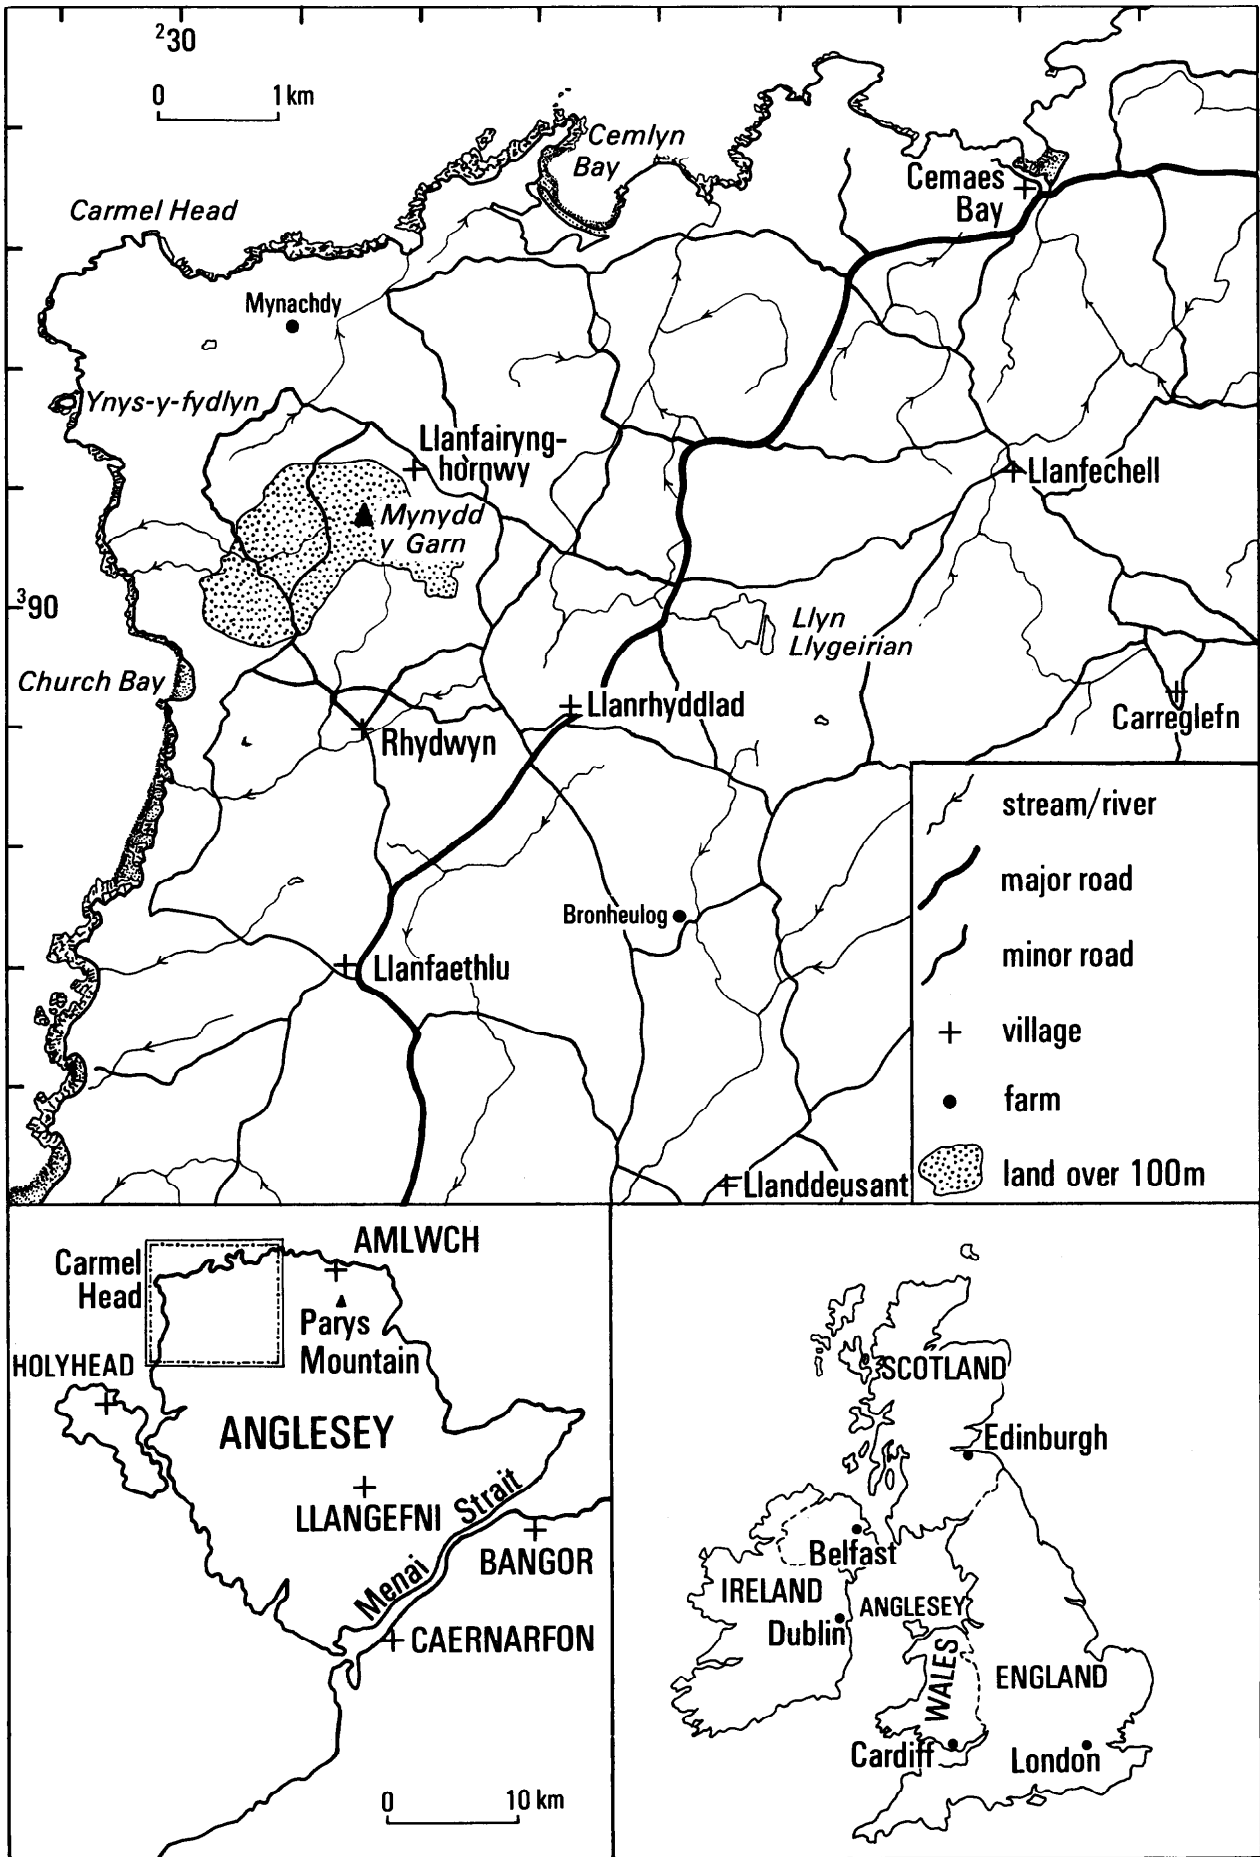 ²30
0 1 km
Cemlyn
Bay
Cemaes
Bay
Carmel Head
Mynachdy
Ynys-y-fydlyn
Llanfairyng-
hornwy
Llanfechell
Mynydd
y Garn
³90
Llyn
Llygeirian
Church Bay
Llanrhyddlad
Carreglefn
Rhydwyn
Bronheulog
Llanfaethlu
Llanddeusant
stream/river
major road
minor road
village
farm
land over 100m
AMLWCH
Carmel
Head
Parys
Mountain
HOLYHEAD
ANGLESEY
LLANGEFNI
Menai Strait
BANGOR
CAERNARFON
0 10 km
SCOTLAND
Edinburgh
Belfast
IRELAND
Dublin
ANGLESEY
WALES
ENGLAND
Cardiff
London